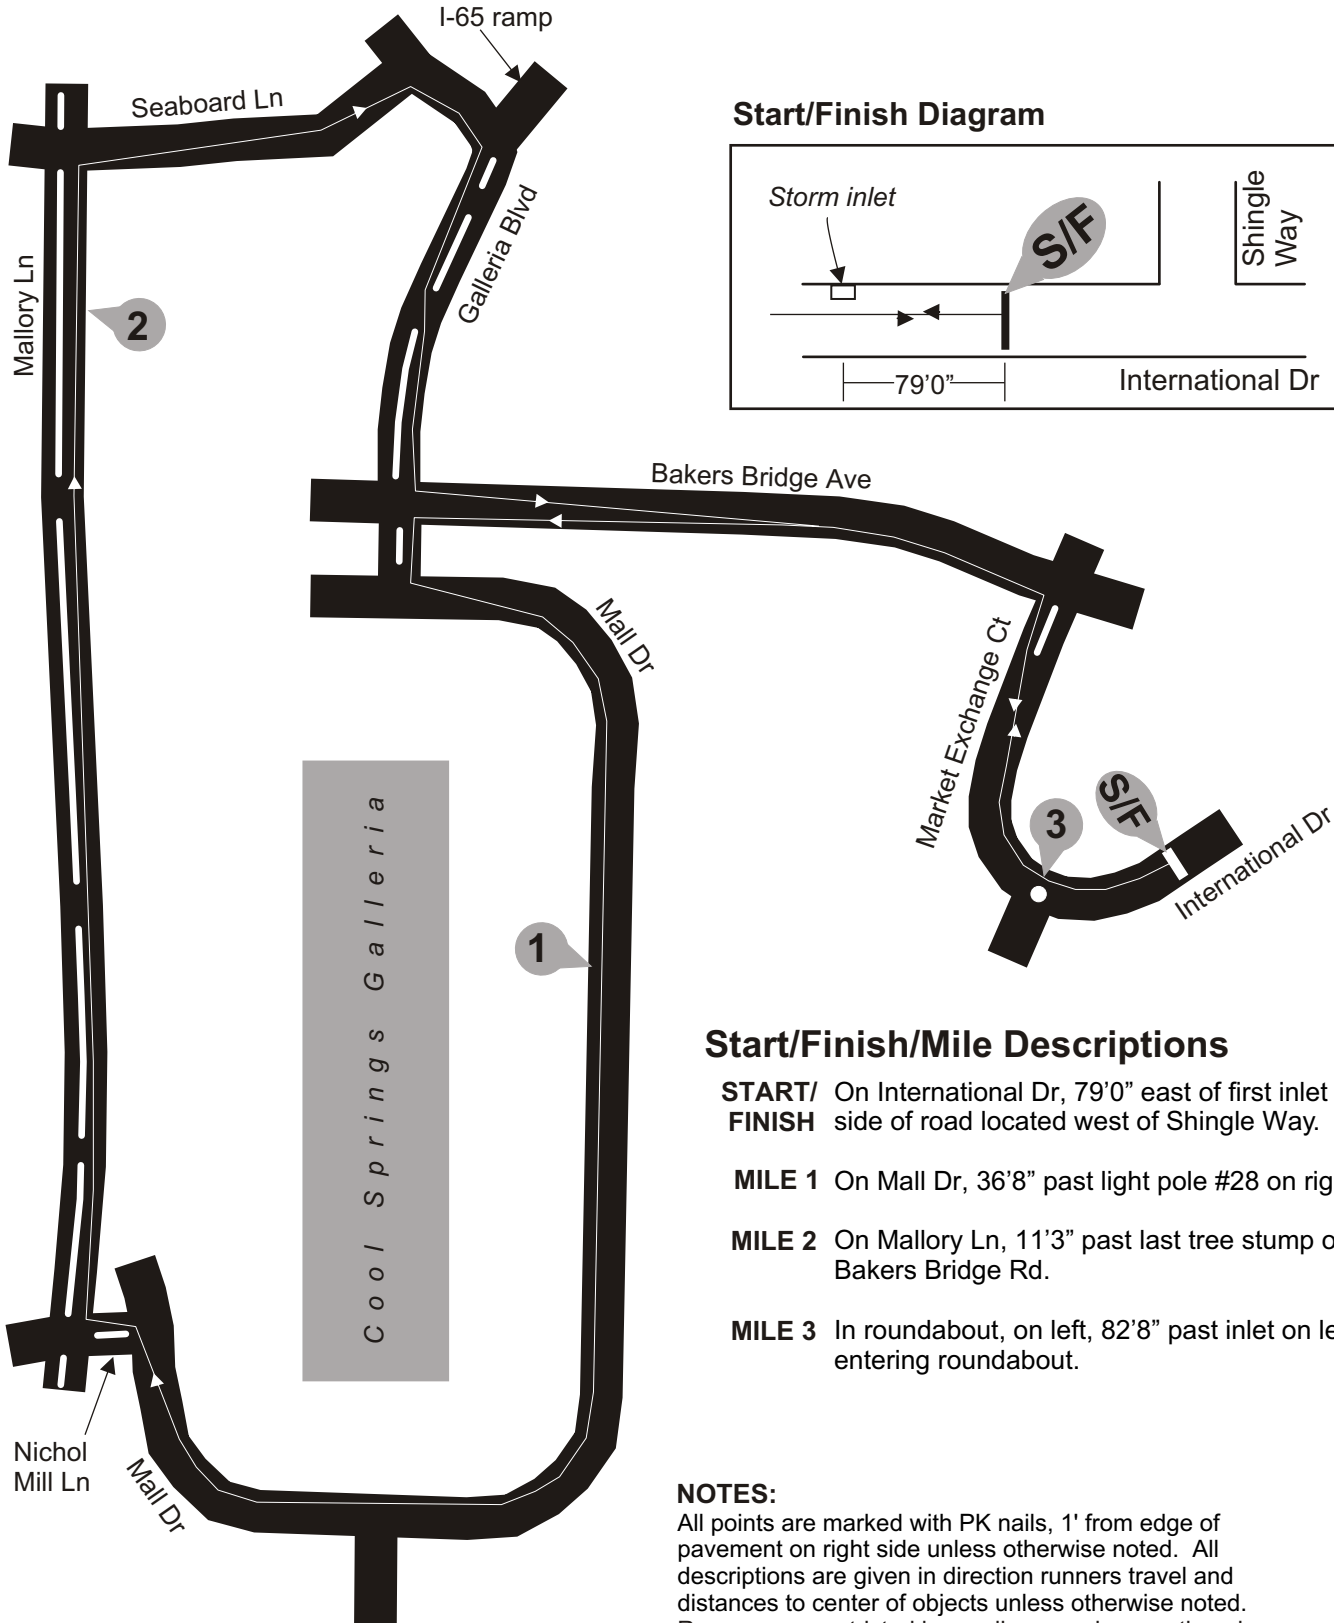 I-65 ramp
Seaboard Ln
Mallory Ln
2
Galleria Blvd
Start/Finish Diagram
Storm inlet
S/F
Shingle
Way
79’0”
International Dr
Bakers Bridge Ave
Mall Dr
Market Exchange Ct
3
S/F
International Dr
1
Cool Springs Galleria
Nichol
Mill Ln
Mall Dr
Start/Finish/Mile Descriptions
START/ On International Dr, 79’0” east of first inlet
FINISH side of road located west of Shingle Way.
MILE 1 On Mall Dr, 36’8” past light pole #28 on
MILE 2 On Mallory Ln, 11’3” past last tree stump
Bakers Bridge Rd.
MILE 3 In roundabout, on left, 82’8” past inlet on
entering roundabout.
NOTES:
All points are marked with PK nails, 1' from edge of
pavement on right side unless otherwise noted. All
descriptions are given in direction runners travel and
distances to center of objects unless otherwise noted.